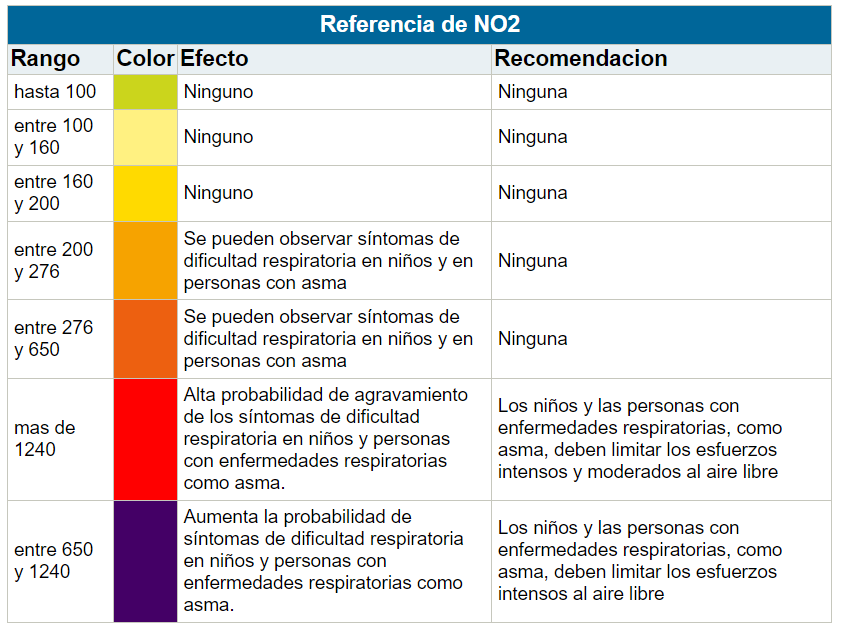 Referencia de NO2
Rango Color Efecto Recomendacion
hasta 100 Ninguno Ninguna
entre 100
y 160
Ninguno
Ninguna
entre 160
y 200
Ninguno
Ninguna
entre 200
y 276
Se pueden observar síntomas de
dificultad respiratoria en niños y en
personas con asma
Ninguna
entre 276
y 650
Se pueden observar síntomas de
dificultad respiratoria en niños y en
personas con asma
Ninguna
mas de
1240
Alta probabilidad de agravamiento
de los síntomas de dificultad
respiratoria en niños y personas
con enfermedades respiratorias
como asma.
Los niños y las personas con
enfermedades respiratorias, como
asma, deben limitar los esfuerzos
intensos y moderados al aire libre
entre 650
y 1240
Aumenta la probabilidad de
síntomas de dificultad respiratoria
en niños y personas con
enfermedades respiratorias como
asma.
Los niños y las personas con
enfermedades respiratorias, como
asma, deben limitar los esfuerzos
intensos al aire libre